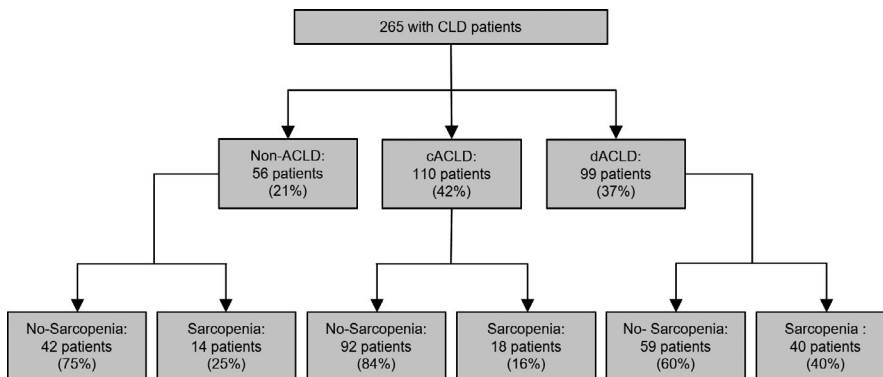 265 with CLD patients
Non-ACLD:
56 patients
(21%)
cACLD:
110 patients
(42%)
dACLD:
99 patients
(37%)
No-Sarcopenia:
42 patients
(75%)
Sarcopenia:
14 patients
(25%)
No-Sarcopenia:
92 patients
(84%)
Sarcopenia:
18 patients
(16%)
No- Sarcopenia:
59 patients
(60%)
Sarcopenia :
40 patients
(40%)